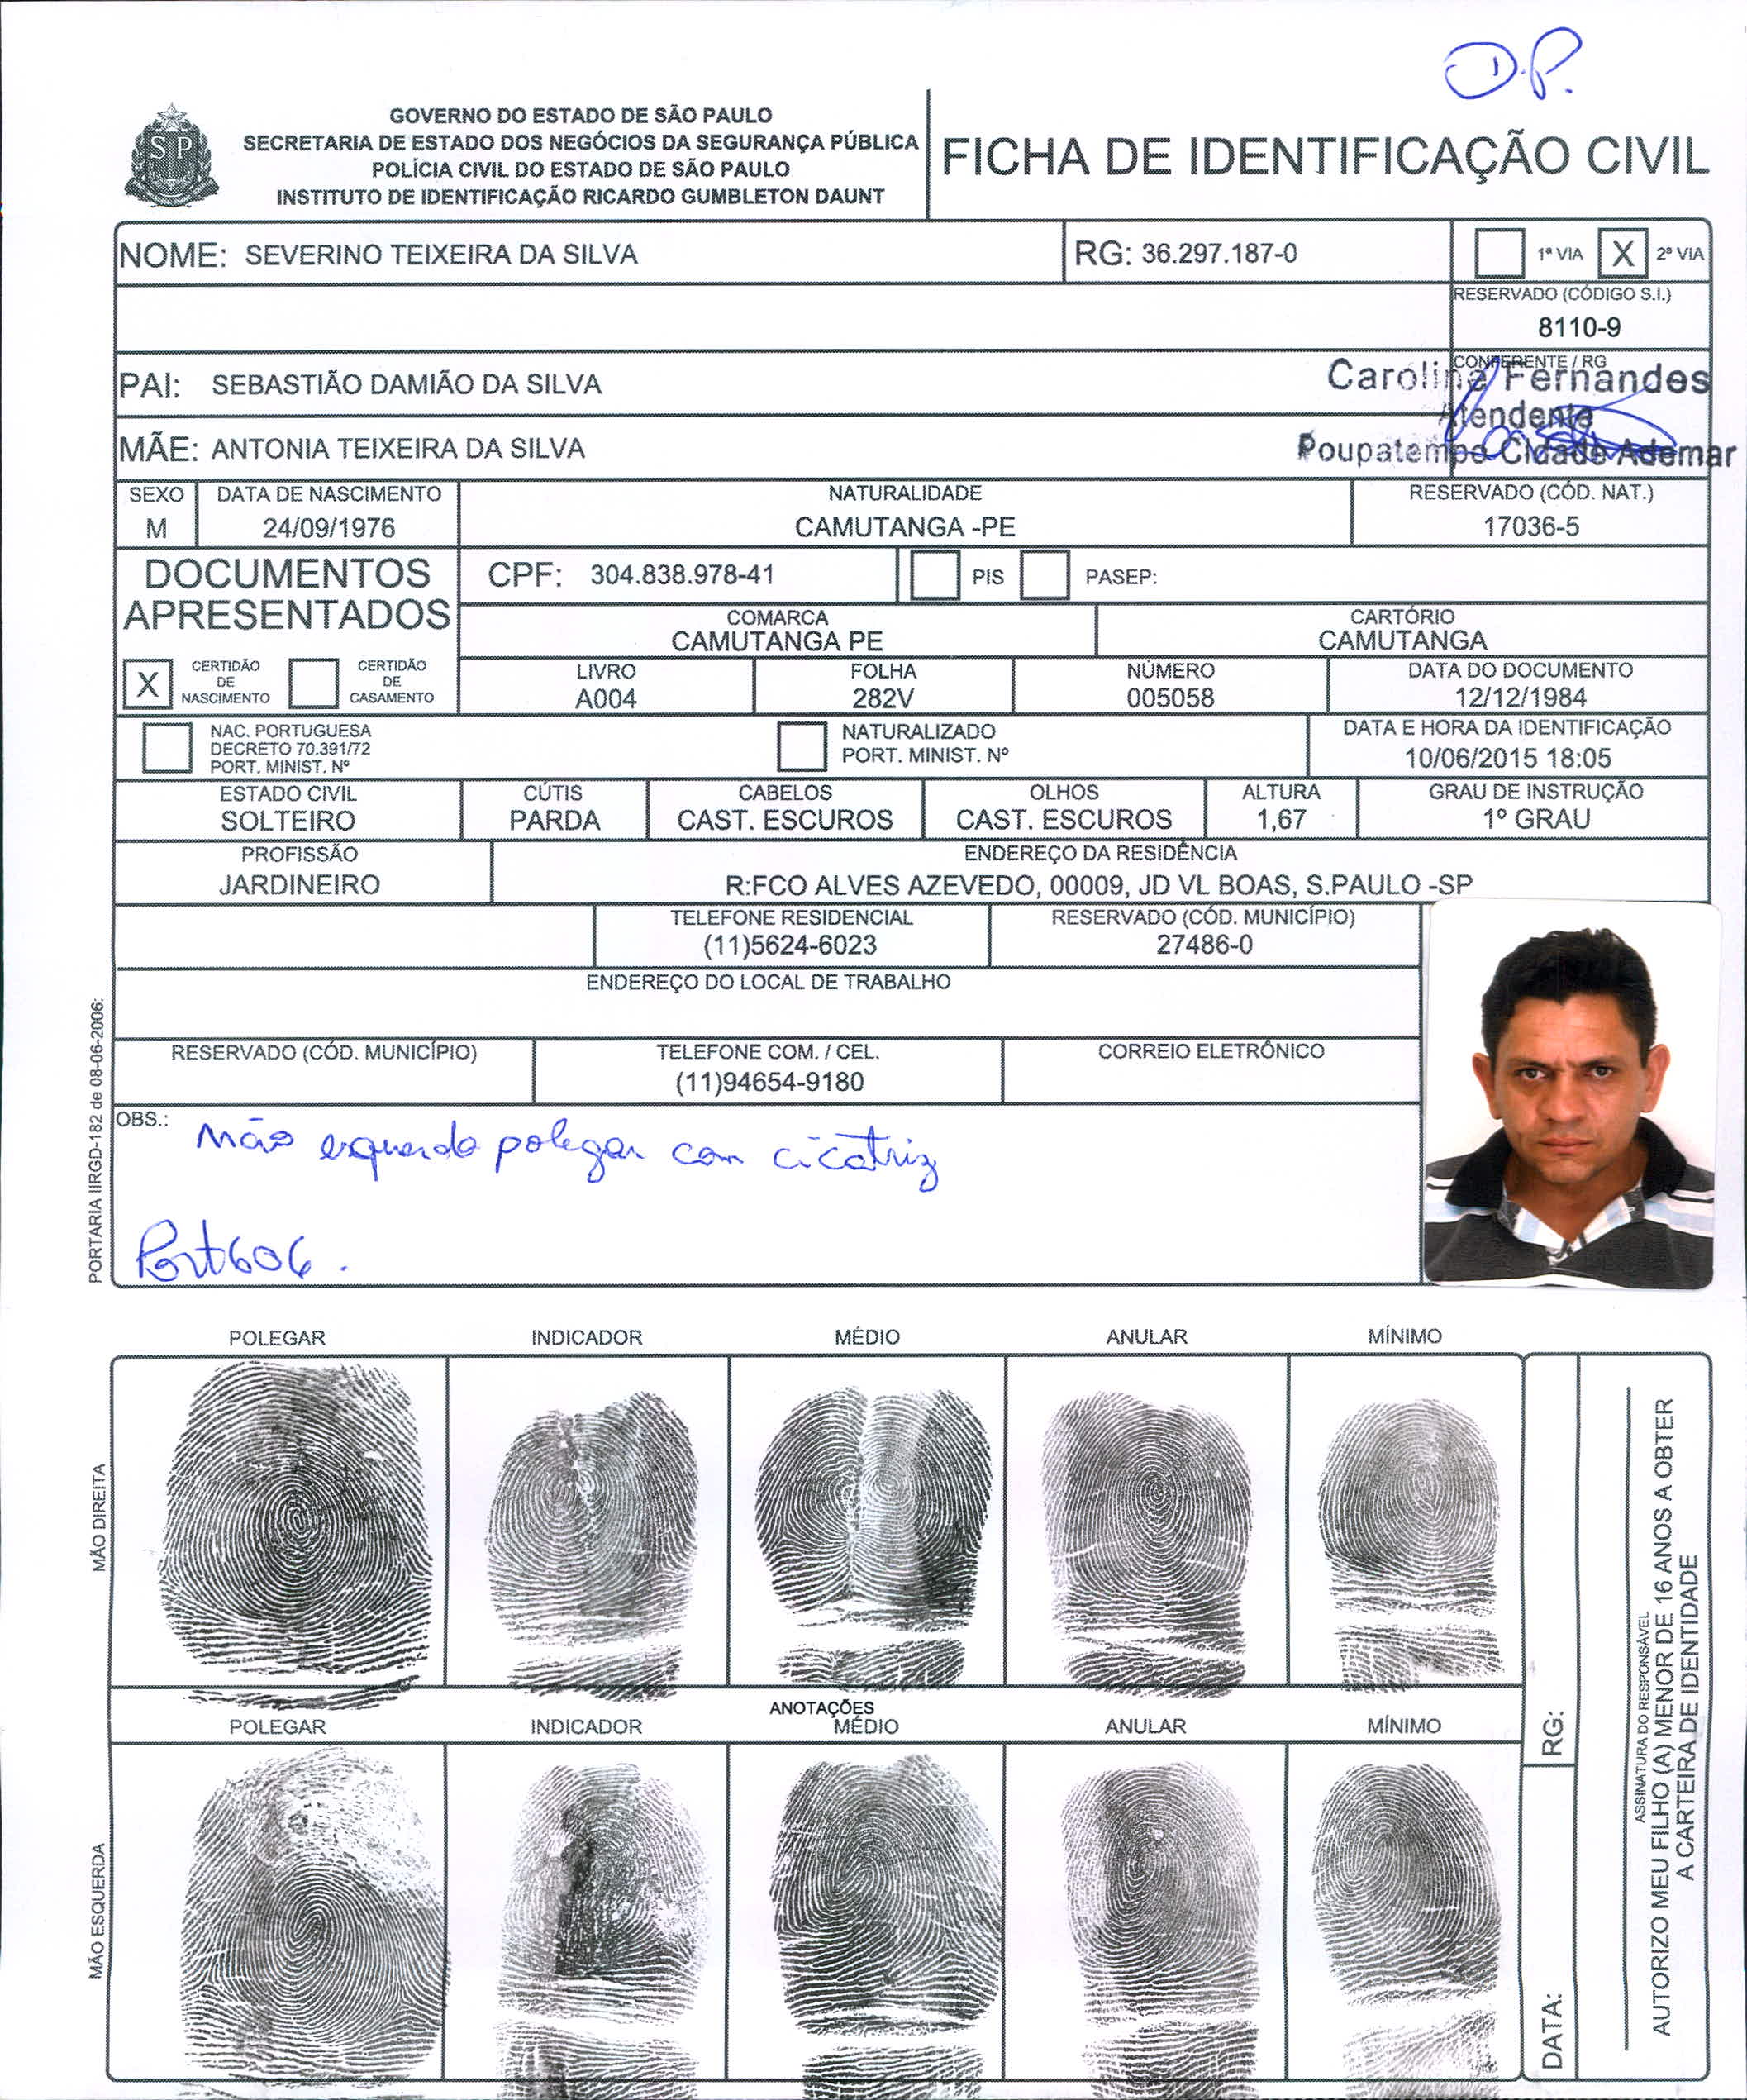 D.P.
GOVERNO DO ESTADO DE SÃO PAULO
SECRETARIA DE ESTADO DOS NEGÓCIOS DA SEGURANÇA PÚBLICA
POLÍCIA CIVIL DO ESTADO DE SÃO PAULO
INSTITUTO DE IDENTIFICAÇÃO RICARDO GUMBLETON DAUNT
SP
FICHA DE IDENTIFICAÇÃO CIVIL
NOME: SEVERINO TEIXEIRA DA SILVA
RG: 36.297.187-0
1ª VIA X 2ª VIA
RESERVADO (CÓDIGO S.I.)
8110-9
PAI: SEBASTIÃO DAMIÃO DA SILVA
CONFERENTE / RG
Caroline Fernandes
Atendente
Poupatempo Cidade Ademar
MÃE: ANTONIA TEIXEIRA DA SILVA
SEXO
M
DATA DE NASCIMENTO
24/09/1976
NATURALIDADE
CAMUTANGA -PE
RESERVADO (CÓD. NAT.)
17036-5
DOCUMENTOS
APRESENTADOS
CPF: 304.838.978-41
PIS
PASEP:
COMARCA
CAMUTANGA PE
CARTÓRIO
CAMUTANGA
X
CERTIDÃO
DE
NASCIMENTO
CERTIDÃO
DE
CASAMENTO
LIVRO
A004
FOLHA
282V
NÚMERO
005058
DATA DO DOCUMENTO
12/12/1984
NAC. PORTUGUESA
DECRETO 70.391/72
PORT. MINIST. Nº
NATURALIZADO
PORT. MINIST. Nº
DATA E HORA DA IDENTIFICAÇÃO
10/06/2015 18:05
ESTADO CIVIL
SOLTEIRO
CÚTIS
PARDA
CABELOS
CAST. ESCUROS
OLHOS
CAST. ESCUROS
ALTURA
1,67
GRAU DE INSTRUÇÃO
1º GRAU
PROFISSÃO
JARDINEIRO
ENDEREÇO DA RESIDÊNCIA
R:FCO ALVES AZEVEDO, 00009, JD VL BOAS, S.PAULO -SP
TELEFONE RESIDENCIAL
(11)5624-6023
RESERVADO (CÓD. MUNICÍPIO)
27486-0
ENDEREÇO DO LOCAL DE TRABALHO
RESERVADO (CÓD. MUNICÍPIO)
TELEFONE COM. / CEL.
(11)94654-9180
CORREIO ELETRÔNICO
OBS.: Mão esquerda polegar com cicatriz
Port606.
PORTARIA IIRGD-182 de 08-06-2006:
POLEGAR INDICADOR MÉDIO ANULAR MÍNIMO
MÃO DIREITA
ANOTAÇÕES
POLEGAR INDICADOR MÉDIO ANULAR MÍNIMO
MÃO ESQUERDA
RG:
DATA:
ASSINATURA DO RESPONSÁVEL
AUTORIZO MEU FILHO (A) MENOR DE 16 ANOS A OBTER
A CARTEIRA DE IDENTIDADE